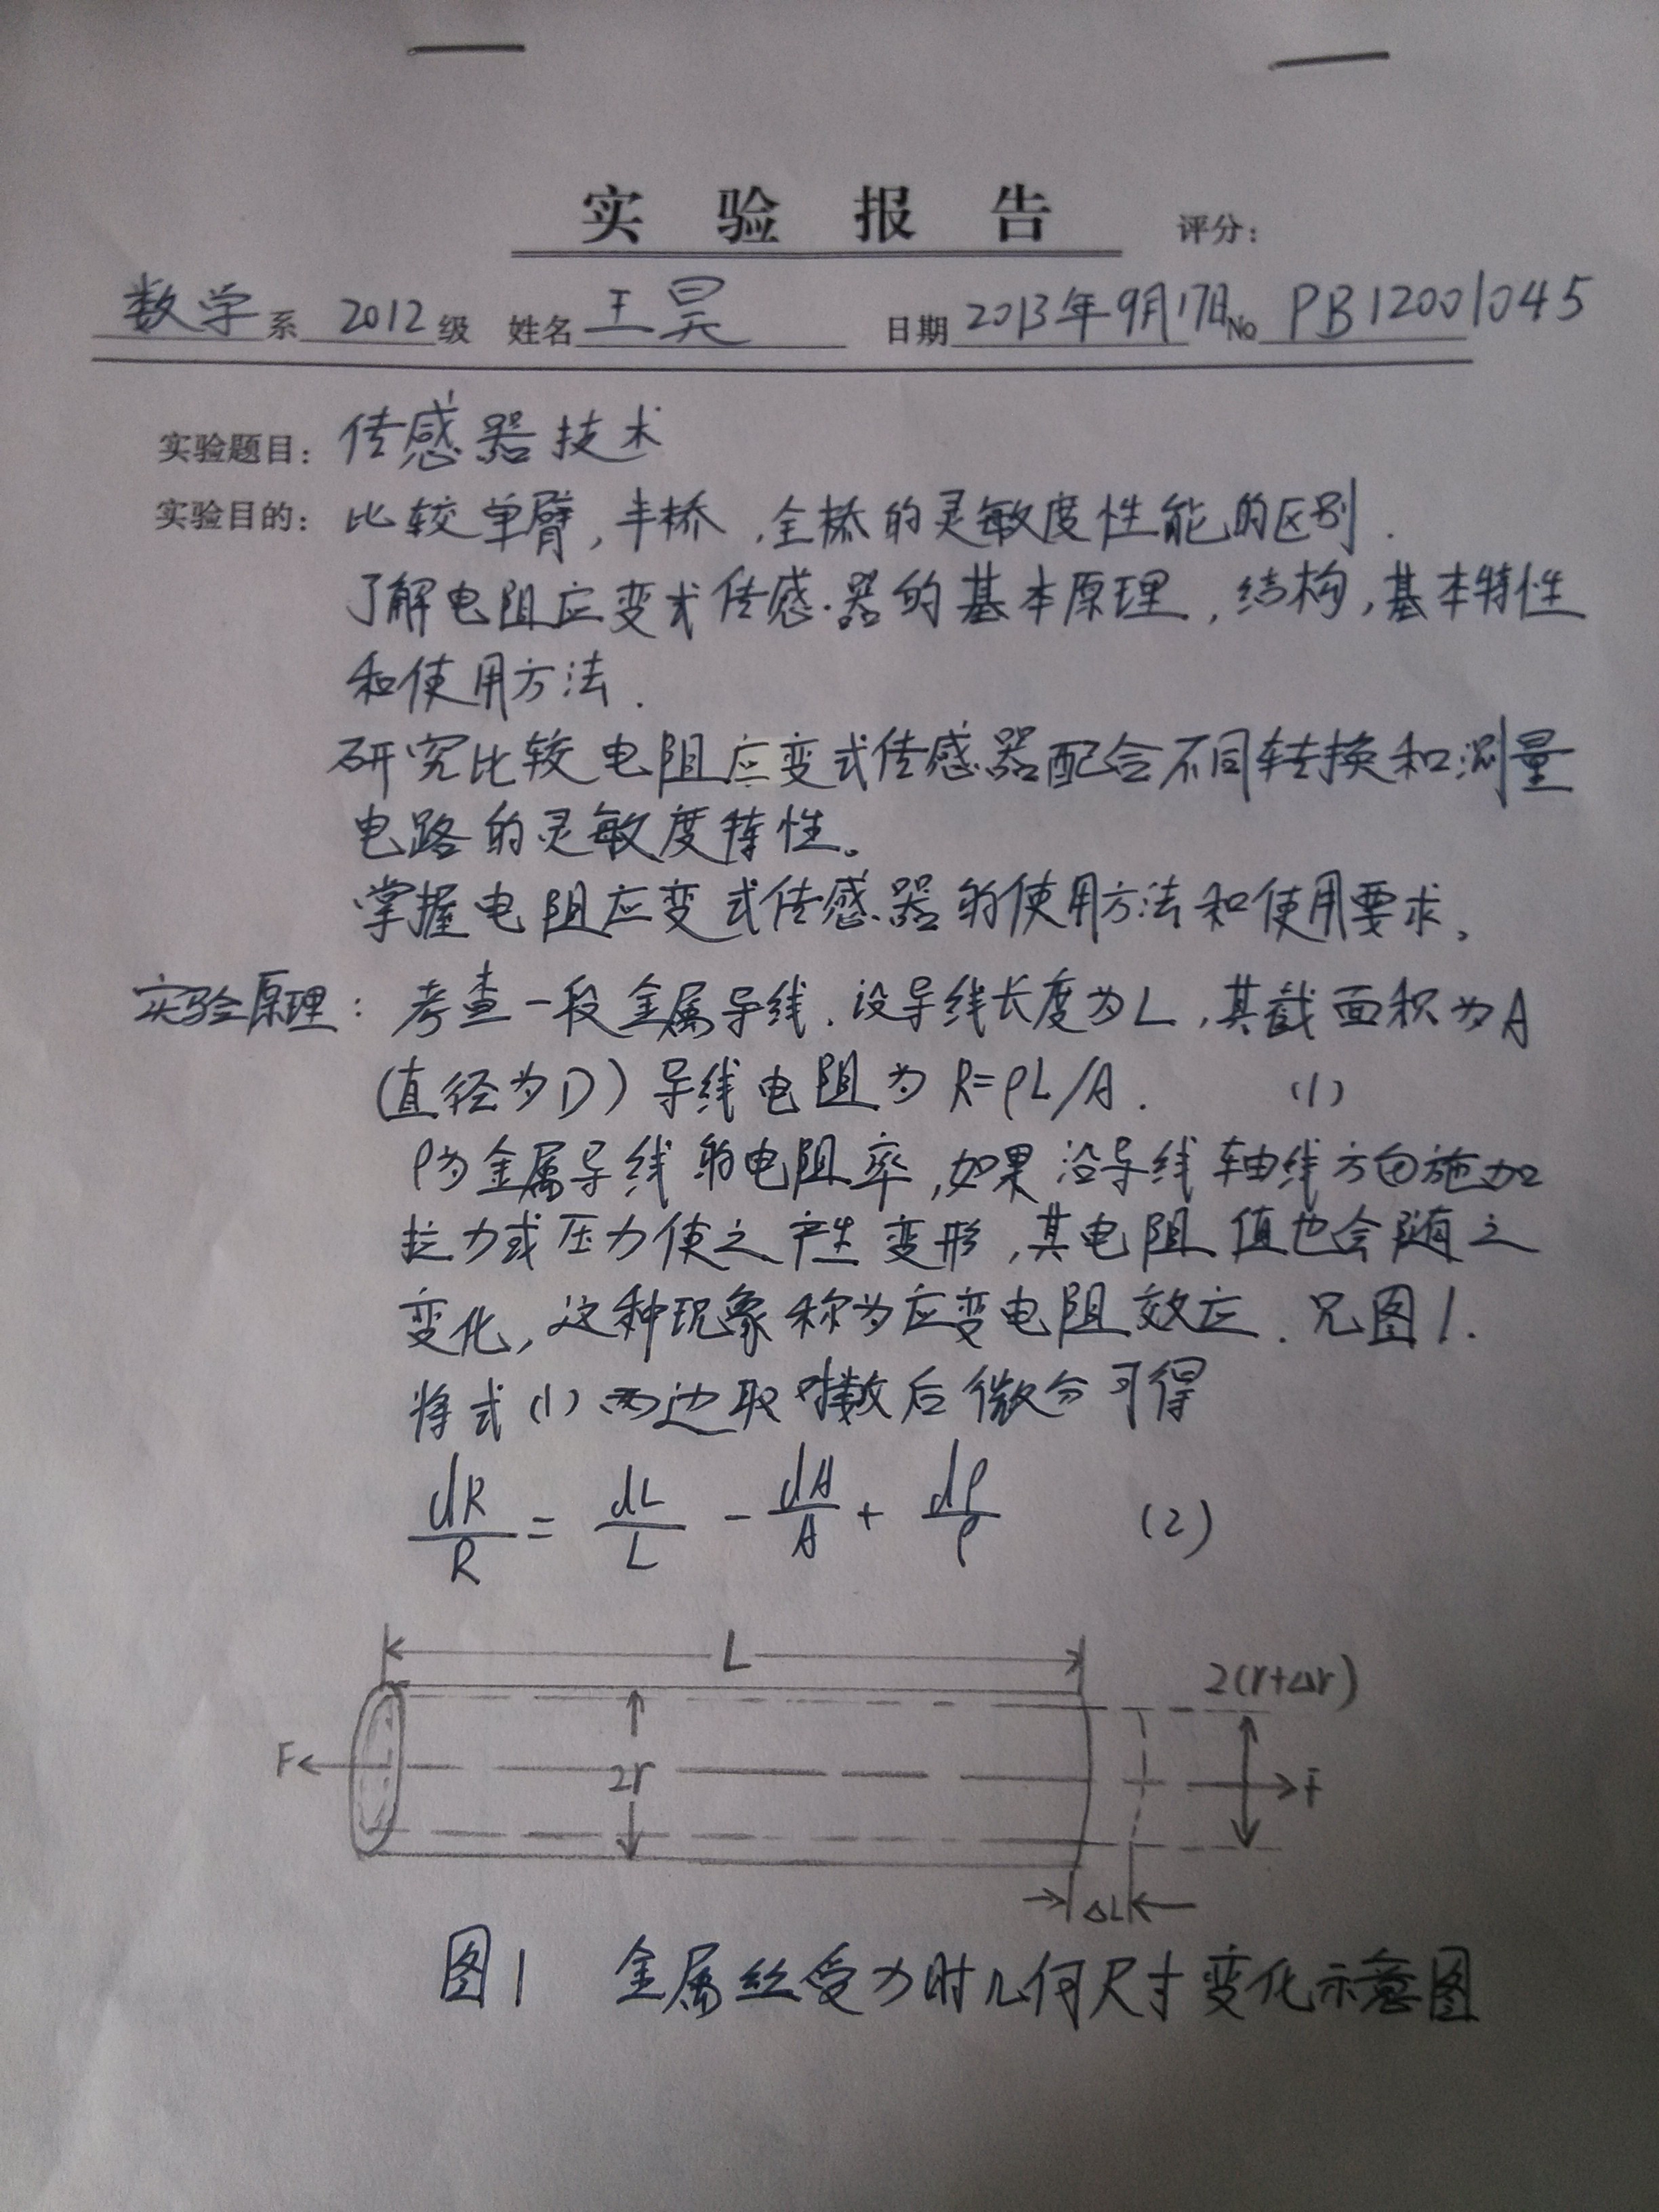 实验报告 评分:
数学系 2012级 姓名 王昊 日期 2013年9月17日 No PB12001045
实验题目: 传感器技术
实验目的: 比较单臂,半桥,全桥的灵敏度性能的区别.
了解电阻应变式传感器的基本原理,结构,基本特性
和使用方法.
研究比较电阻应变式传感器配合不同转换和测量
电路的灵敏度特性。
掌握电阻应变式传感器的使用方法和使用要求。
实验原理: 考查一段金属导线.设导线长度为L,其截面积为A
(直径为D)导线电阻为 R=ρL/A. (1)
ρ为金属导线的电阻率,如果沿导线轴线方向施加
拉力或压力使之产生变形,其电阻值也会随之
变化,这种现象称为应变电阻效应.见图1.
将式(1)两边取对数后微分可得
dR/R = dL/L - dA/A + dρ/ρ (2)
L
2(r+Δr)
F 2r F
ΔL
图1 金属丝受力时几何尺寸变化示意图